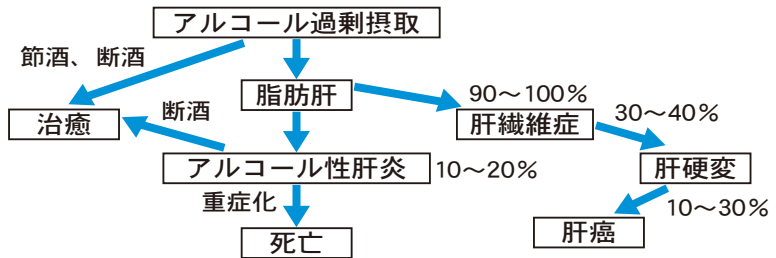 アルコール過剰摂取
節酒、断酒
脂肪肝
90～100%
治癒
断酒
肝繊維症
30～40%
アルコール性肝炎
10～20%
肝硬変
重症化
10～30%
死亡
肝癌